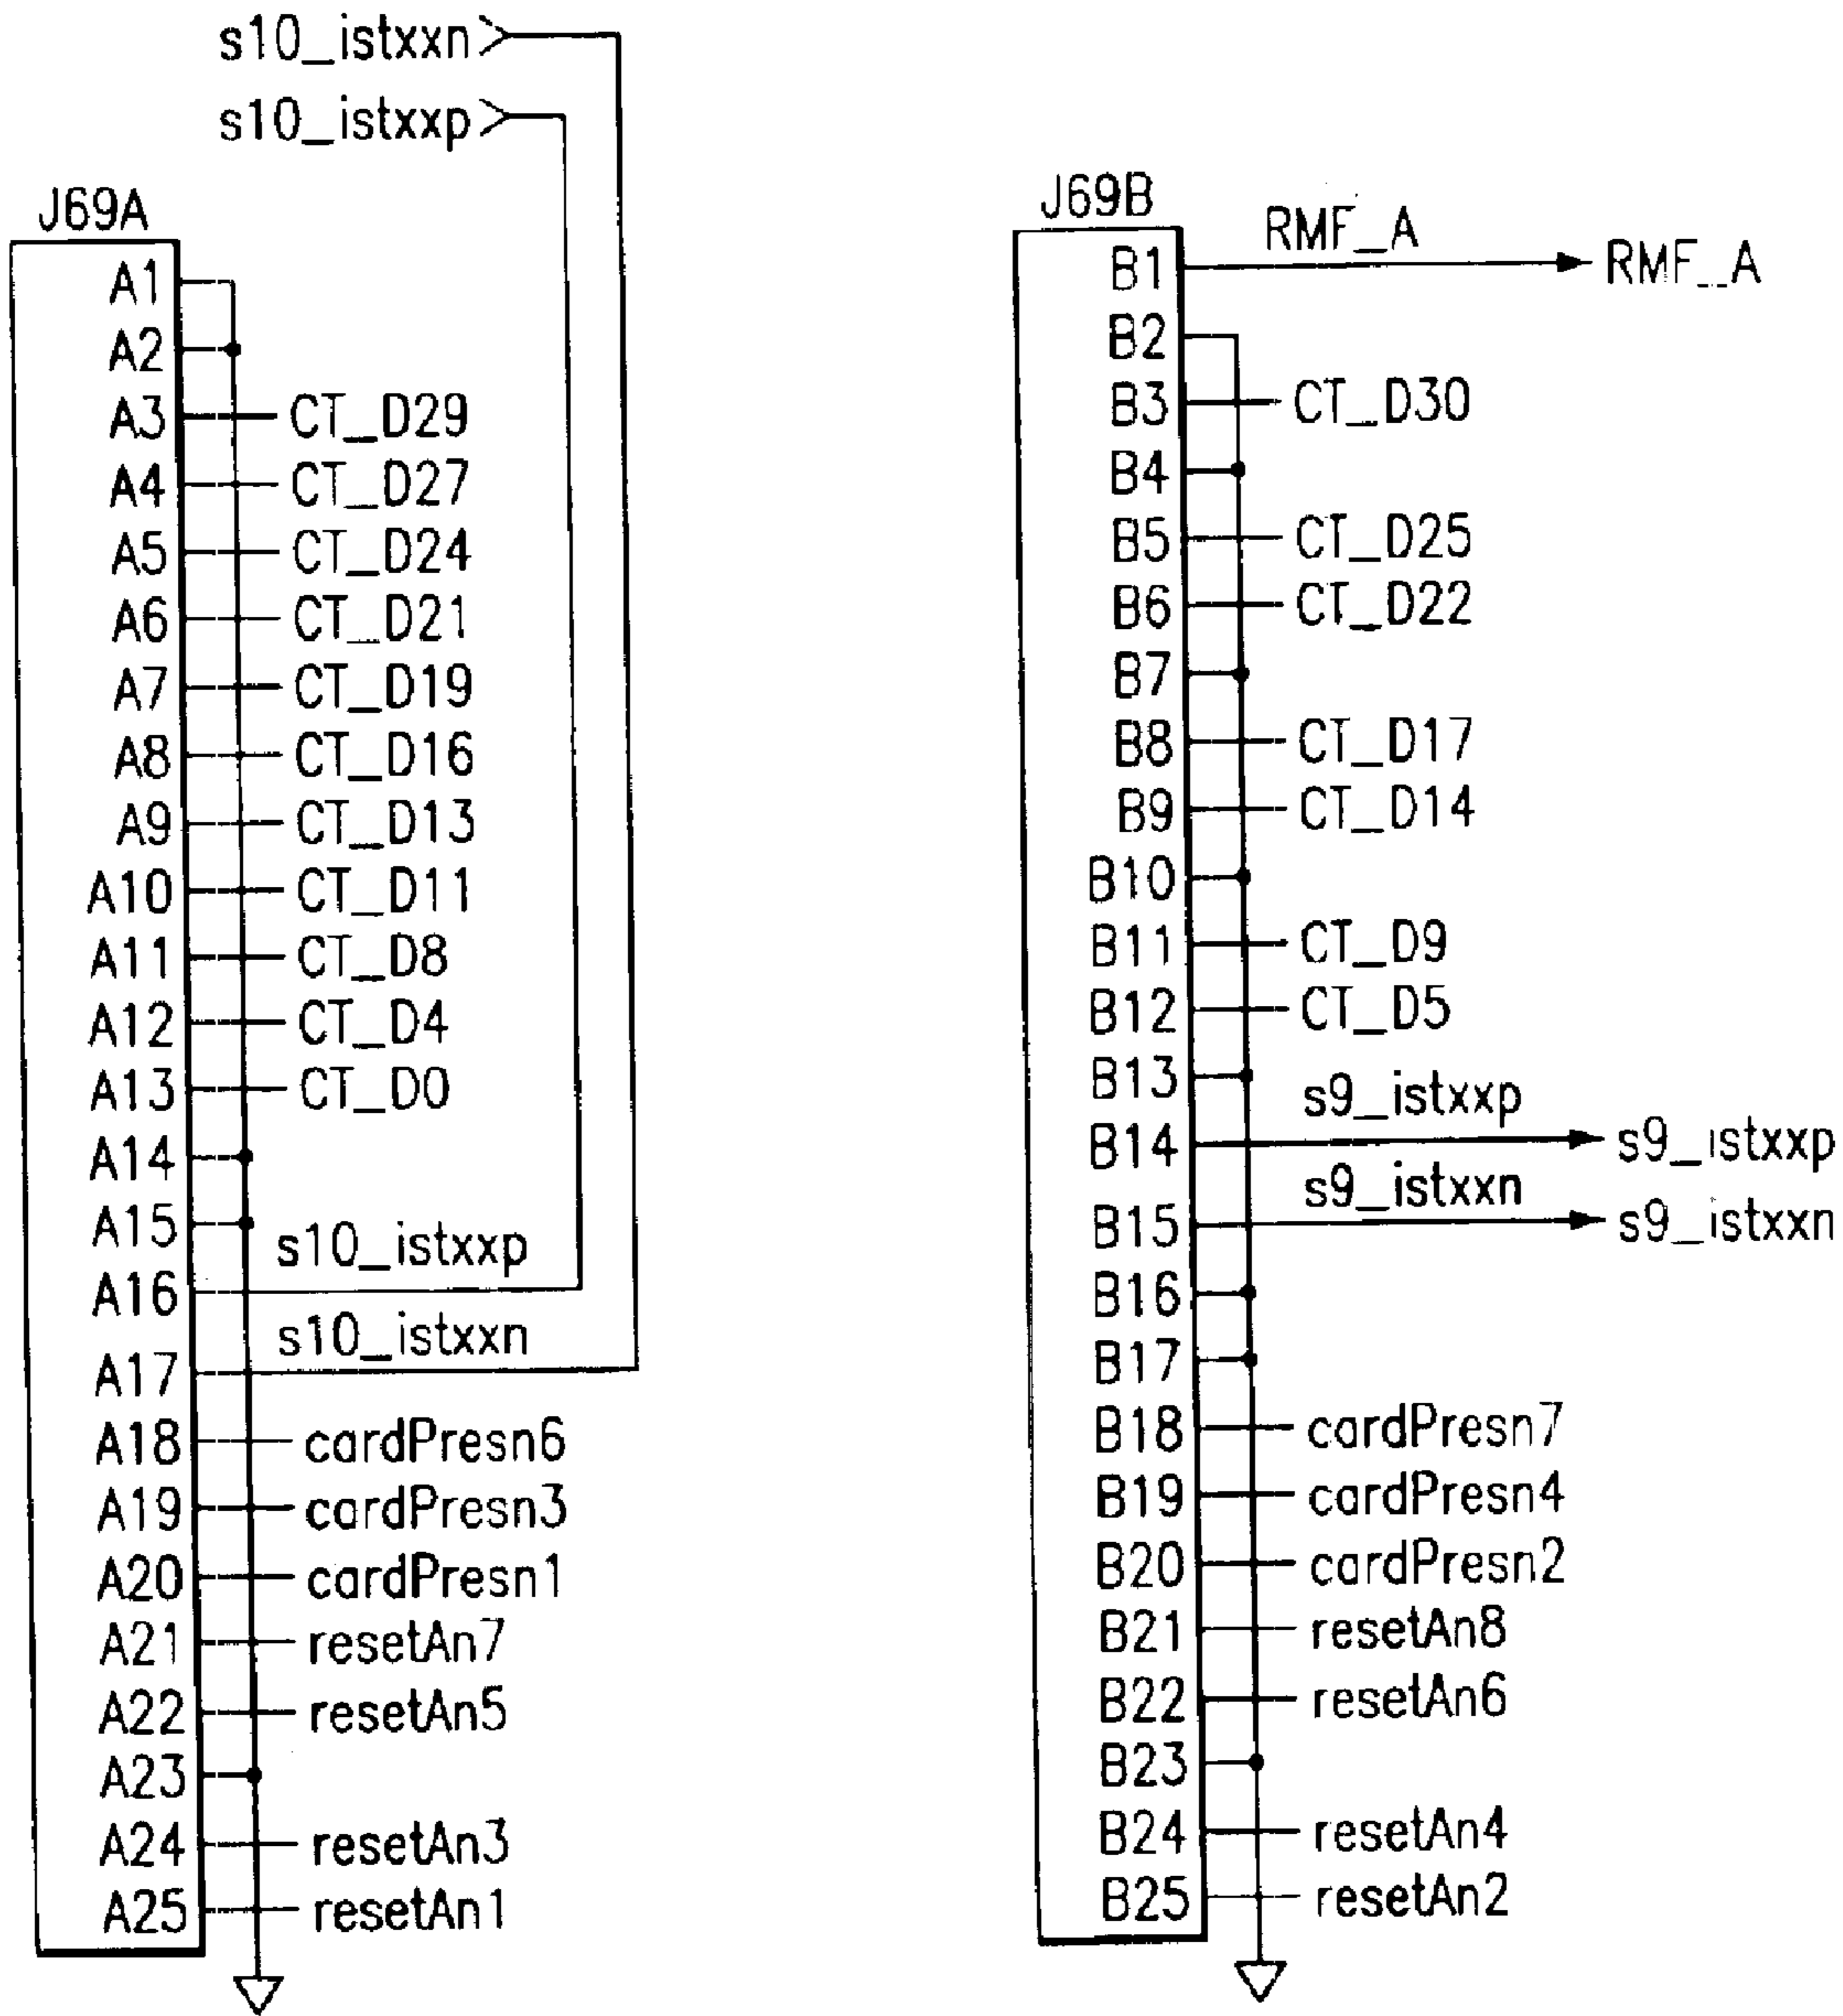 s10_istxxn
s10_istxxp
J69A
A1
A2
A3 CT_D29
A4 CT_D27
A5 CT_D24
A6 CT_D21
A7 CT_D19
A8 CT_D16
A9 CT_D13
A10 CT_D11
A11 CT_D8
A12 CT_D4
A13 CT_D0
A14
A15
s10_istxxp
A16
s10_istxxn
A17
A18 cardPresn6
A19 cardPresn3
A20 cardPresn1
A21 resetAn7
A22 resetAn5
A23
A24 resetAn3
A25 resetAn1
J69B
RMF_A
B1 RMF_A
B2
B3 CT_D30
B4
B5 CT_D25
B6 CT_D22
B7
B8 CT_D17
B9 CT_D14
B10
B11 CT_D9
B12 CT_D5
B13
s9_istxxp
B14 s9_istxxp
s9_istxxn
B15 s9_istxxn
B16
B17
B18 cardPresn7
B19 cardPresn4
B20 cardPresn2
B21 resetAn8
B22 resetAn6
B23
B24 resetAn4
B25 resetAn2